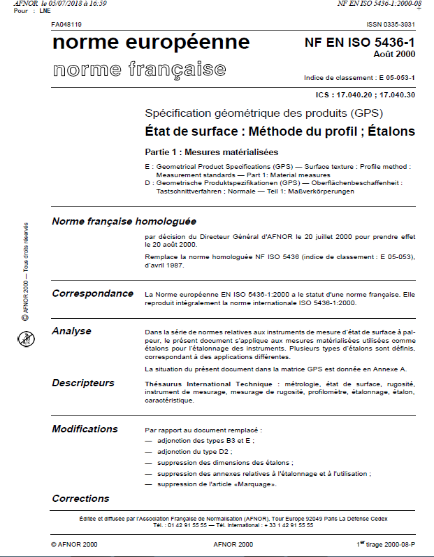 AFNOR le 05/07/2018 à 16:59 NF EN ISO 5436-1:2000-08
Pour : LNE
FA048119 ISSN 0335-3931
norme européenne NF EN ISO 5436-1
Août 2000
norme française
Indice de classement : E 05-053-1
ICS : 17.040.20 ; 17.040.30
Spécification géométrique des produits (GPS)
État de surface : Méthode du profil ; Étalons
Partie 1 : Mesures matérialisées
E : Geometrical Product Specifications (GPS) — Surface texture : Profile method ;
Measurement standards — Part 1: Material measures
D : Geometrische Produktspezifikationen (GPS) — Oberflächenbeschaffenheit :
Tastschnittverfahren ; Normale — Teil 1: Maßverkörperungen
Norme française homologuée
par décision du Directeur Général d'AFNOR le 20 juillet 2000 pour prendre effet
le 20 août 2000.
Remplace la norme homologuée NF ISO 5436 (indice de classement : E 05-053),
d'avril 1987.
Correspondance
La Norme européenne EN ISO 5436-1:2000 a le statut d'une norme française. Elle
reproduit intégralement la norme internationale ISO 5436-1:2000.
Analyse
Dans la série de normes relatives aux instruments de mesure d'état de surface à pal-
peur, le présent document s'applique aux mesures matérialisées utilisées comme
étalons pour l'étalonnage des instruments. Plusieurs types d'étalons sont définis,
correspondant à des applications différentes.
La situation du présent document dans la matrice GPS est donnée en Annexe A.
Descripteurs
Thésaurus International Technique : métrologie, état de surface, rugosité,
instrument de mesurage, mesurage de rugosité, profilomètre, étalonnage, étalon,
caractéristique.
Modifications
Par rapport au document remplacé :
— adjonction des types B3 et E ;
— adjonction du type D2 ;
— suppression des dimensions des étalons ;
— suppression des annexes relatives à l'étalonnage et à l'utilisation ;
— suppression de l'article «Marquage».
Corrections
Éditée et diffusée par l'Association Française de Normalisation (AFNOR), Tour Europe 92049 Paris La Défense Cedex
Tél. : 01 42 91 55 55 — Tél. international : + 33 1 42 91 55 55
© AFNOR 2000 AFNOR 2000 1er tirage 2000-08-P
© AFNOR 2000 — Tous droits réservés